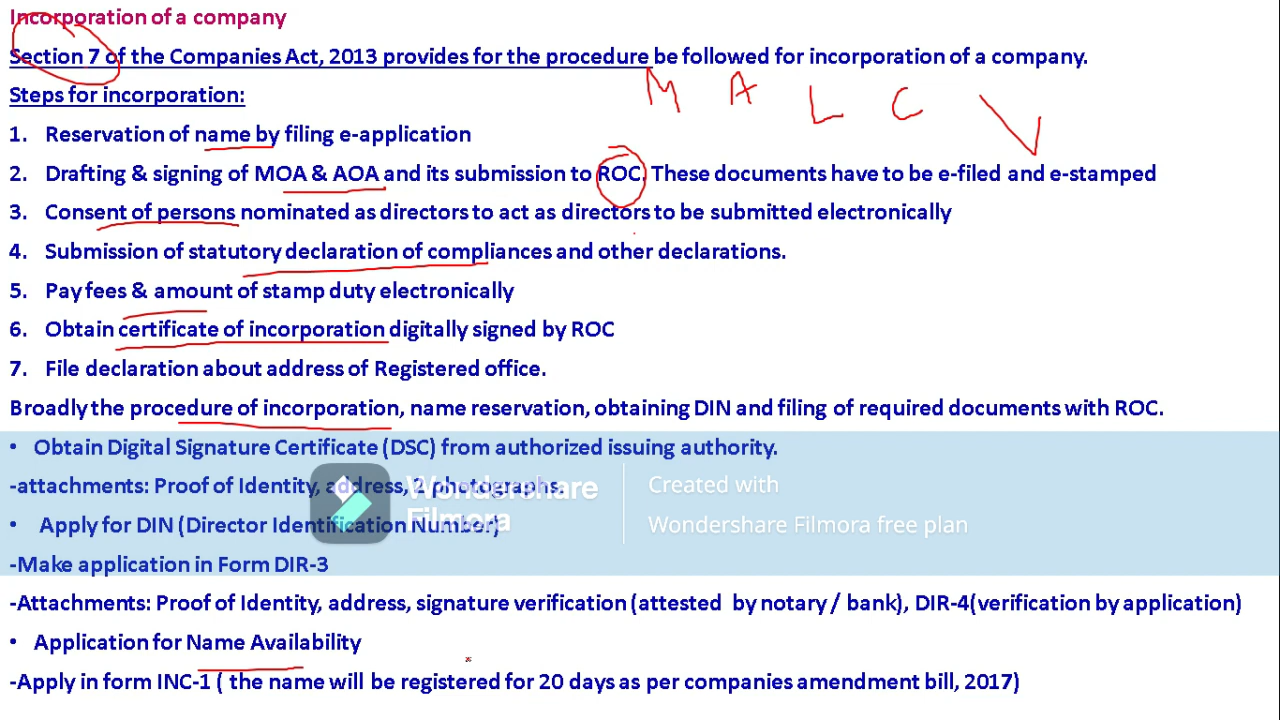 Incorporation of a company
Section 7 of the Companies Act, 2013 provides for the procedure be followed for incorporation of a company.
Steps for incorporation:
M A L C V
1. Reservation of name by filing e-application
2. Drafting & signing of MOA & AOA and its submission to ROC. These documents have to be e-filed and e-stamped
3. Consent of persons nominated as directors to act as directors to be submitted electronically
4. Submission of statutory declaration of compliances and other declarations.
5. Pay fees & amount of stamp duty electronically
6. Obtain certificate of incorporation digitally signed by ROC
7. File declaration about address of Registered office.
Broadly the procedure of incorporation, name reservation, obtaining DIN and filing of required documents with ROC.
• Obtain Digital Signature Certificate (DSC) from authorized issuing authority.
-attachments: Proof of Identity, address, 2 photographs.
Wondershare
Filmora
Created with
Wondershare Filmora free plan
• Apply for DIN (Director Identification Number)
-Make application in Form DIR-3
-Attachments: Proof of Identity, address, signature verification (attested by notary / bank), DIR-4(verification by application)
• Application for Name Availability
-Apply in form INC-1 ( the name will be registered for 20 days as per companies amendment bill, 2017)